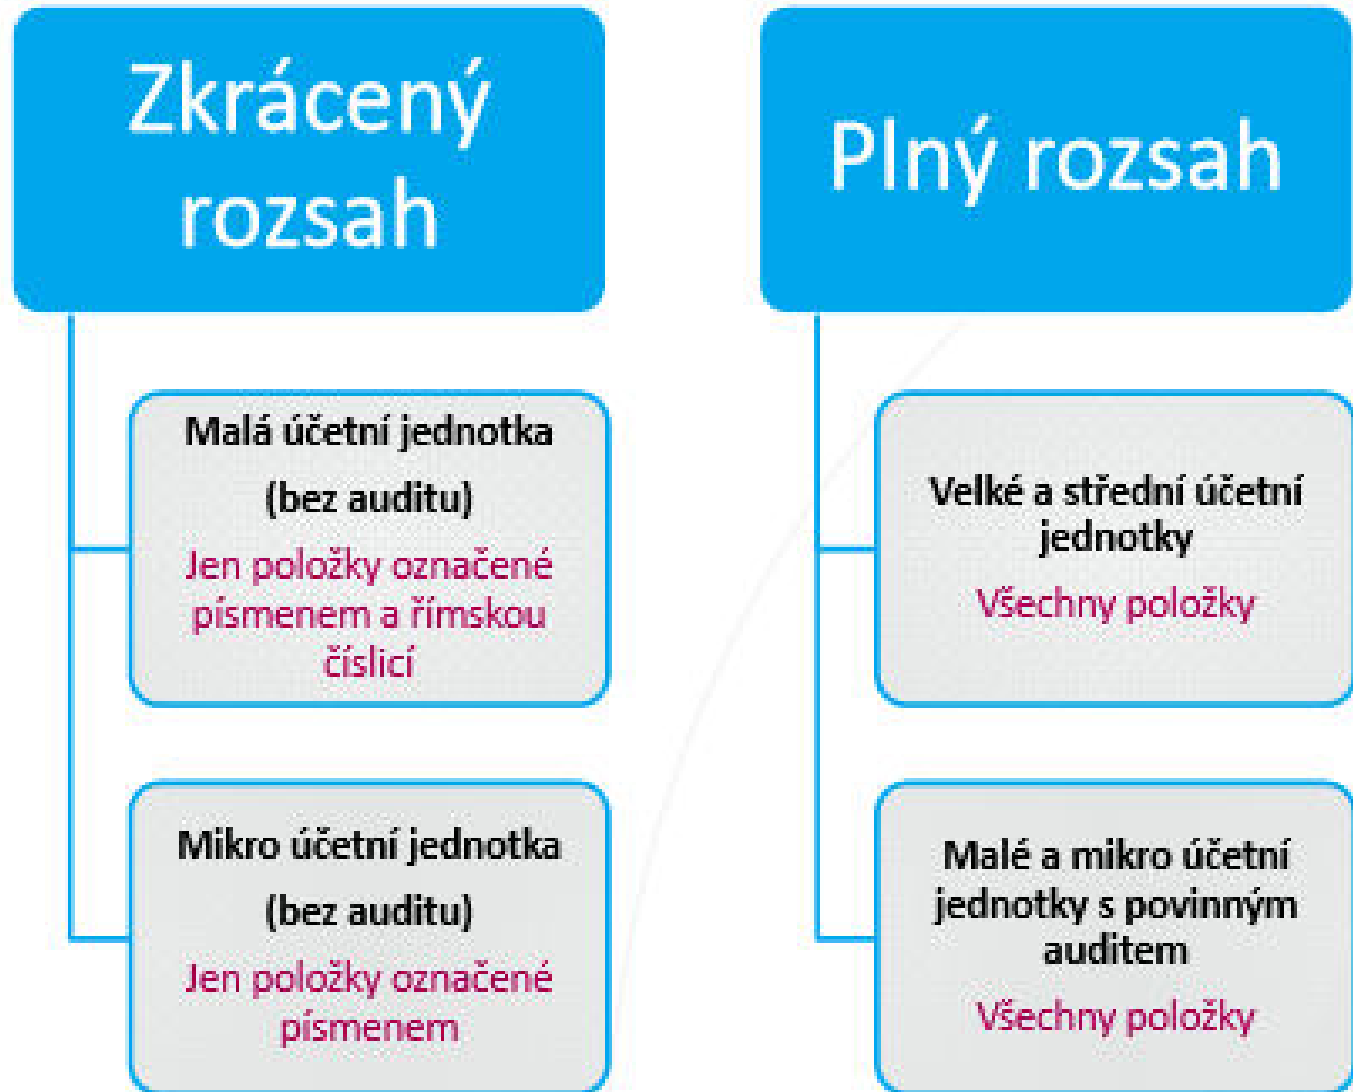 Zkrácený
rozsah
Malá účetní jednotka
(bez auditu)
Jen položky označené
písmenem a římskou
číslicí
Mikro účetní jednotka
(bez auditu)
Jen položky označené
písmenem
Plný rozsah
Velké a střední účetní
jednotky
Všechny položky
Malé a mikro účetní
jednotky s povinným
auditem
Všechny položky